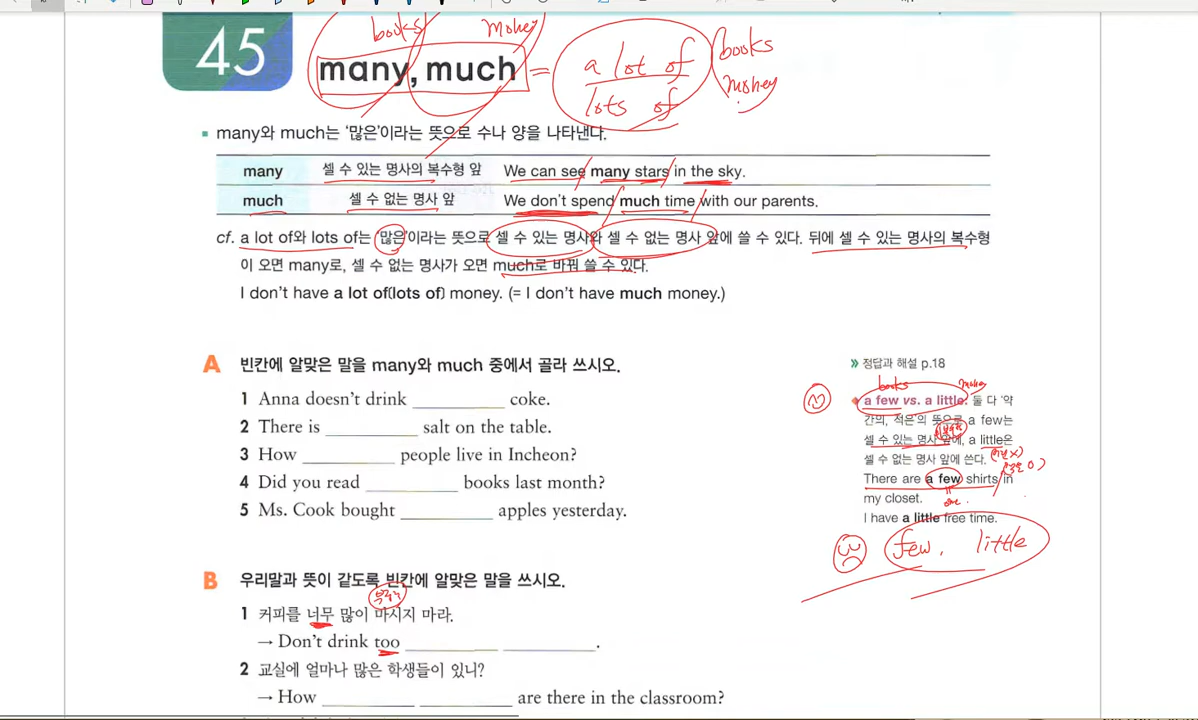 books money
45
many, much = a lot of books
lots of money
▪ many와 much는 '많은'이라는 뜻으로 수나 양을 나타낸다.
many 셀 수 있는 명사의 복수형 앞 We can see many stars in the sky.
much 셀 수 없는 명사 앞 We don't spend much time with our parents.
cf. a lot of와 lots of는 '많은'이라는 뜻으로 셀 수 있는 명사와 셀 수 없는 명사 앞에 쓸 수 있다. 뒤에 셀 수 있는 명사의 복수형
이 오면 many로, 셀 수 없는 명사가 오면 much로 바꿔 쓸 수 있다.
I don't have a lot of(lots of) money. (= I don't have much money.)
A 빈칸에 알맞은 말을 many와 much 중에서 골라 쓰시오.
1 Anna doesn't drink __________ coke.
2 There is __________ salt on the table.
3 How __________ people live in Incheon?
4 Did you read __________ books last month?
5 Ms. Cook bought __________ apples yesterday.
» 정답과 해설 p.18
books money
a few vs. a little: 둘 다 '약
간의, 적은'의 뜻으로 a few는
셀 수 있는 명사 앞에, a little은
셀 수 없는 명사 앞에 쓴다.
There are a few shirts in
my closet.
I have a little free time.
few, little
B 우리말과 뜻이 같도록 빈칸에 알맞은 말을 쓰시오.
1 커피를 너무 많이 마시지 마라.
→ Don't drink too __________ __________.
2 교실에 얼마나 많은 학생들이 있니?
→ How __________ __________ are there in the classroom?